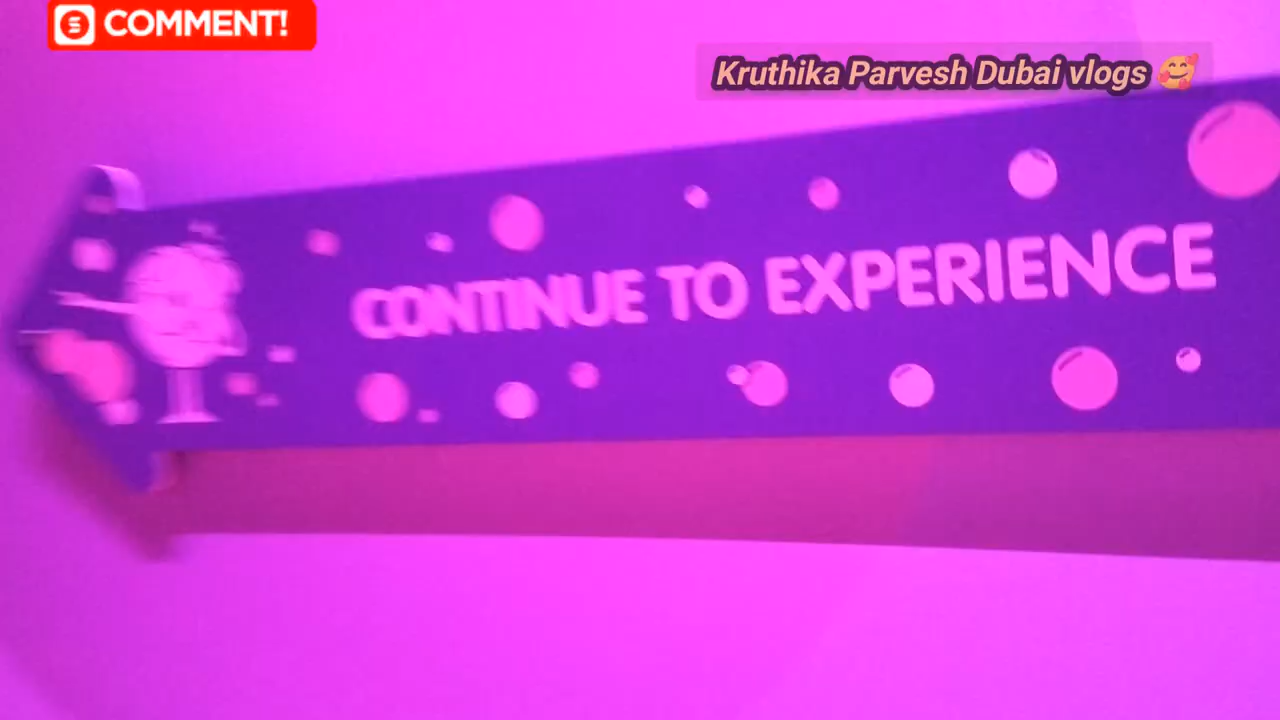 COMMENT!
Kruthika Parvesh Dubai vlogs 🥰
CONTINUE TO EXPERIENCE